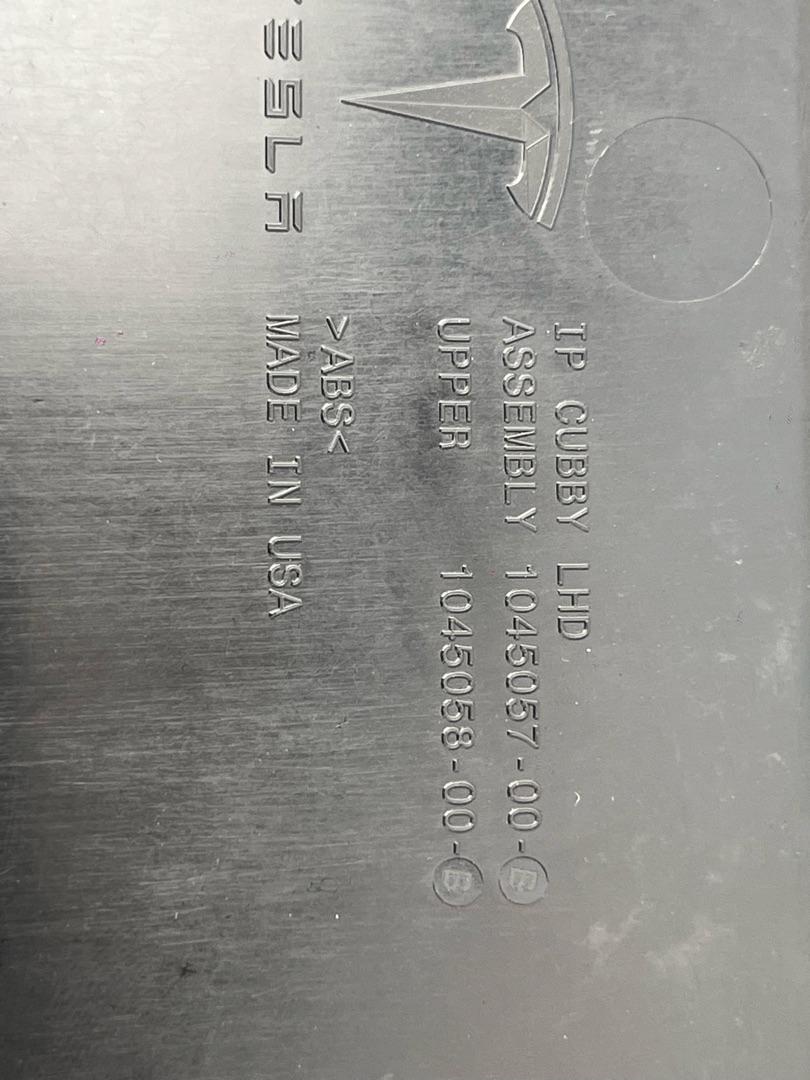 TESLA
IP CUBBY LHD
ASSEMBLY 1045057-00-
UPPER 1045058-00-B
>ABS<
MADE IN USA